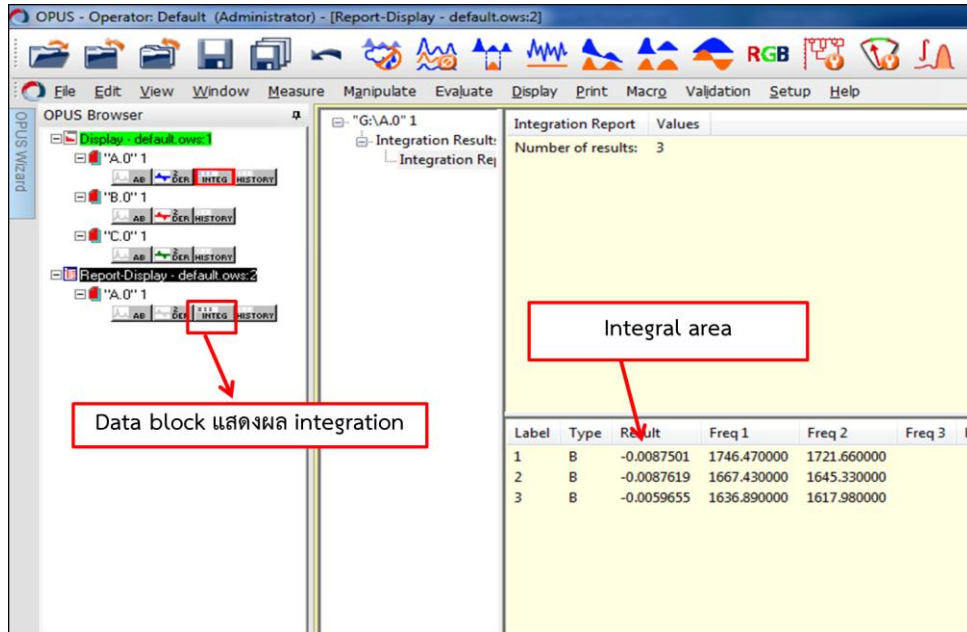 OPUS - Operator: Default (Administrator) - [Report-Display - default.ows:2]
RGB
File Edit View Window Measure Manipulate Evaluate Display Print Macro Validation Setup Help
OPUS Wizard
OPUS Browser
Display - default.ows:1
"A.0" 1
AB 2 DER INTEG HISTORY
"B.0" 1
AB 2 DER HISTORY
"C.0" 1
AB 2 DER HISTORY
Report-Display - default.ows:2
"A.0" 1
AB 2 DER INTEG HISTORY
Data block แสดงผล integration
"G:\A.0" 1
Integration Results
Integration Rep
Integration Report Values
Number of results: 3
Integral area
Label Type Result Freq 1 Freq 2 Freq 3
1 B -0.0087501 1746.470000 1721.660000
2 B -0.0087619 1667.430000 1645.330000
3 B -0.0059655 1636.890000 1617.980000